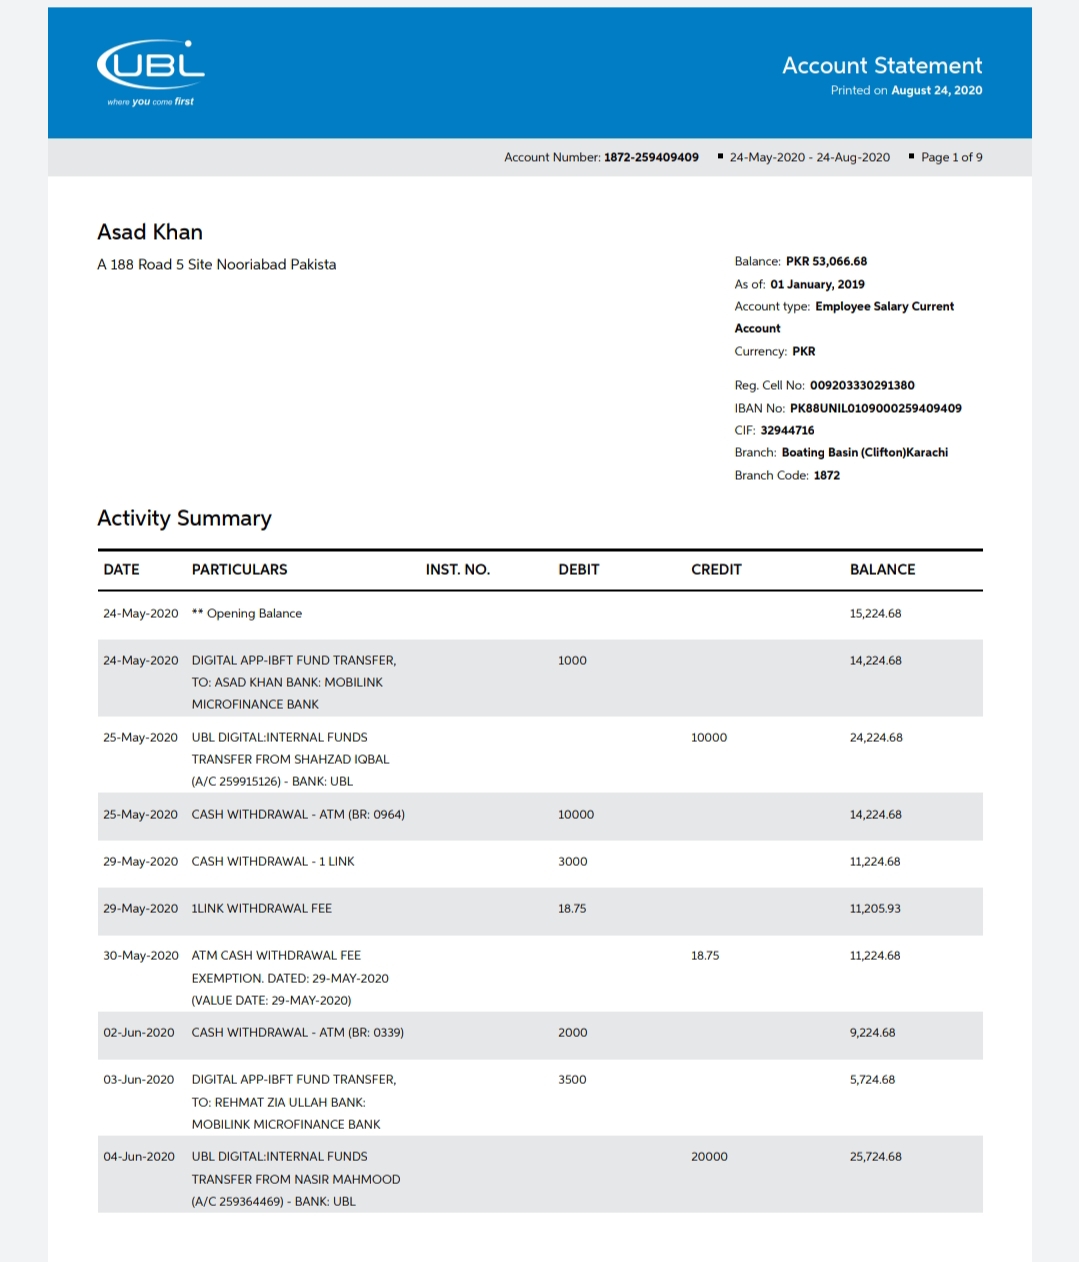 UBL
where you come first
Account Statement
Printed on August 24, 2020
Account Number: 1872-259409409 ▪ 24-May-2020 - 24-Aug-2020 ▪ Page 1 of 9
Asad Khan
A 188 Road 5 Site Nooriabad Pakista
Balance: PKR 53,066.68
As of: 01 January, 2019
Account type: Employee Salary Current
Account
Currency: PKR
Reg. Cell No: 009203330291380
IBAN No: PK88UNIL0109000259409409
CIF: 32944716
Branch: Boating Basin (Clifton)Karachi
Branch Code: 1872
Activity Summary
DATE PARTICULARS INST. NO. DEBIT CREDIT BALANCE
24-May-2020 ** Opening Balance 15,224.68
24-May-2020 DIGITAL APP-IBFT FUND TRANSFER, 1000 14,224.68
TO: ASAD KHAN BANK: MOBILINK
MICROFINANCE BANK
25-May-2020 UBL DIGITAL:INTERNAL FUNDS 10000 24,224.68
TRANSFER FROM SHAHZAD IQBAL
(A/C 259915126) - BANK: UBL
25-May-2020 CASH WITHDRAWAL - ATM (BR: 0964) 10000 14,224.68
29-May-2020 CASH WITHDRAWAL - 1 LINK 3000 11,224.68
29-May-2020 1LINK WITHDRAWAL FEE 18.75 11,205.93
30-May-2020 ATM CASH WITHDRAWAL FEE 18.75 11,224.68
EXEMPTION. DATED: 29-MAY-2020
(VALUE DATE: 29-MAY-2020)
02-Jun-2020 CASH WITHDRAWAL - ATM (BR: 0339) 2000 9,224.68
03-Jun-2020 DIGITAL APP-IBFT FUND TRANSFER, 3500 5,724.68
TO: REHMAT ZIA ULLAH BANK:
MOBILINK MICROFINANCE BANK
04-Jun-2020 UBL DIGITAL:INTERNAL FUNDS 20000 25,724.68
TRANSFER FROM NASIR MAHMOOD
(A/C 259364469) - BANK: UBL